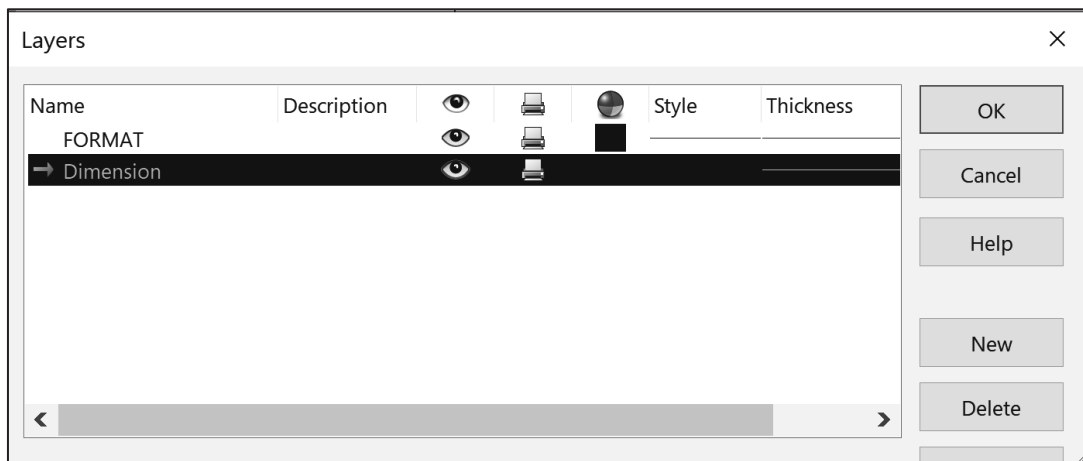 Layers
Name Description Style Thickness
FORMAT
Dimension
OK
Cancel
Help
New
Delete